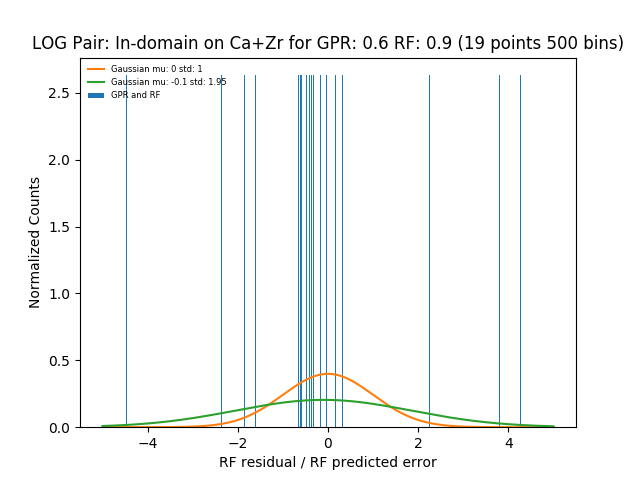 LOG Pair: In-domain on Ca+Zr for GPR: 0.6 RF: 0.9 (19 points 500 bins)
Gaussian mu: 0 std: 1
Gaussian mu: -0.1 std: 1.95
GPR and RF
2.5
2.0
1.5
1.0
0.5
0.0
Normalized Counts
−4 −2 0 2 4
RF residual / RF predicted error